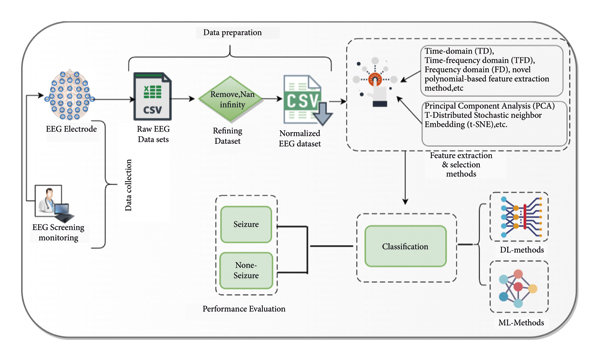 Data preparation
Time-domain (TD),
Time-frequency domain (TFD),
Frequency domain (FD), novel
polynomial-based feature extraction
method,etc
Principal Component Analysis (PCA)
T-Distributed Stochastic neighbor
Embedding (t-SNE),etc.
EEG Electrode
CSV
Raw EEG
Data sets
Remove,Nan
infinity
Refining
Dataset
CSV
Normalized
EEG dataset
Feature extraction
& selection
methods
Data collection
EEG Screening
monitoring
Seizure
None-
Seizure
Performance Evaluation
Classification
DL-methods
ML-Methods